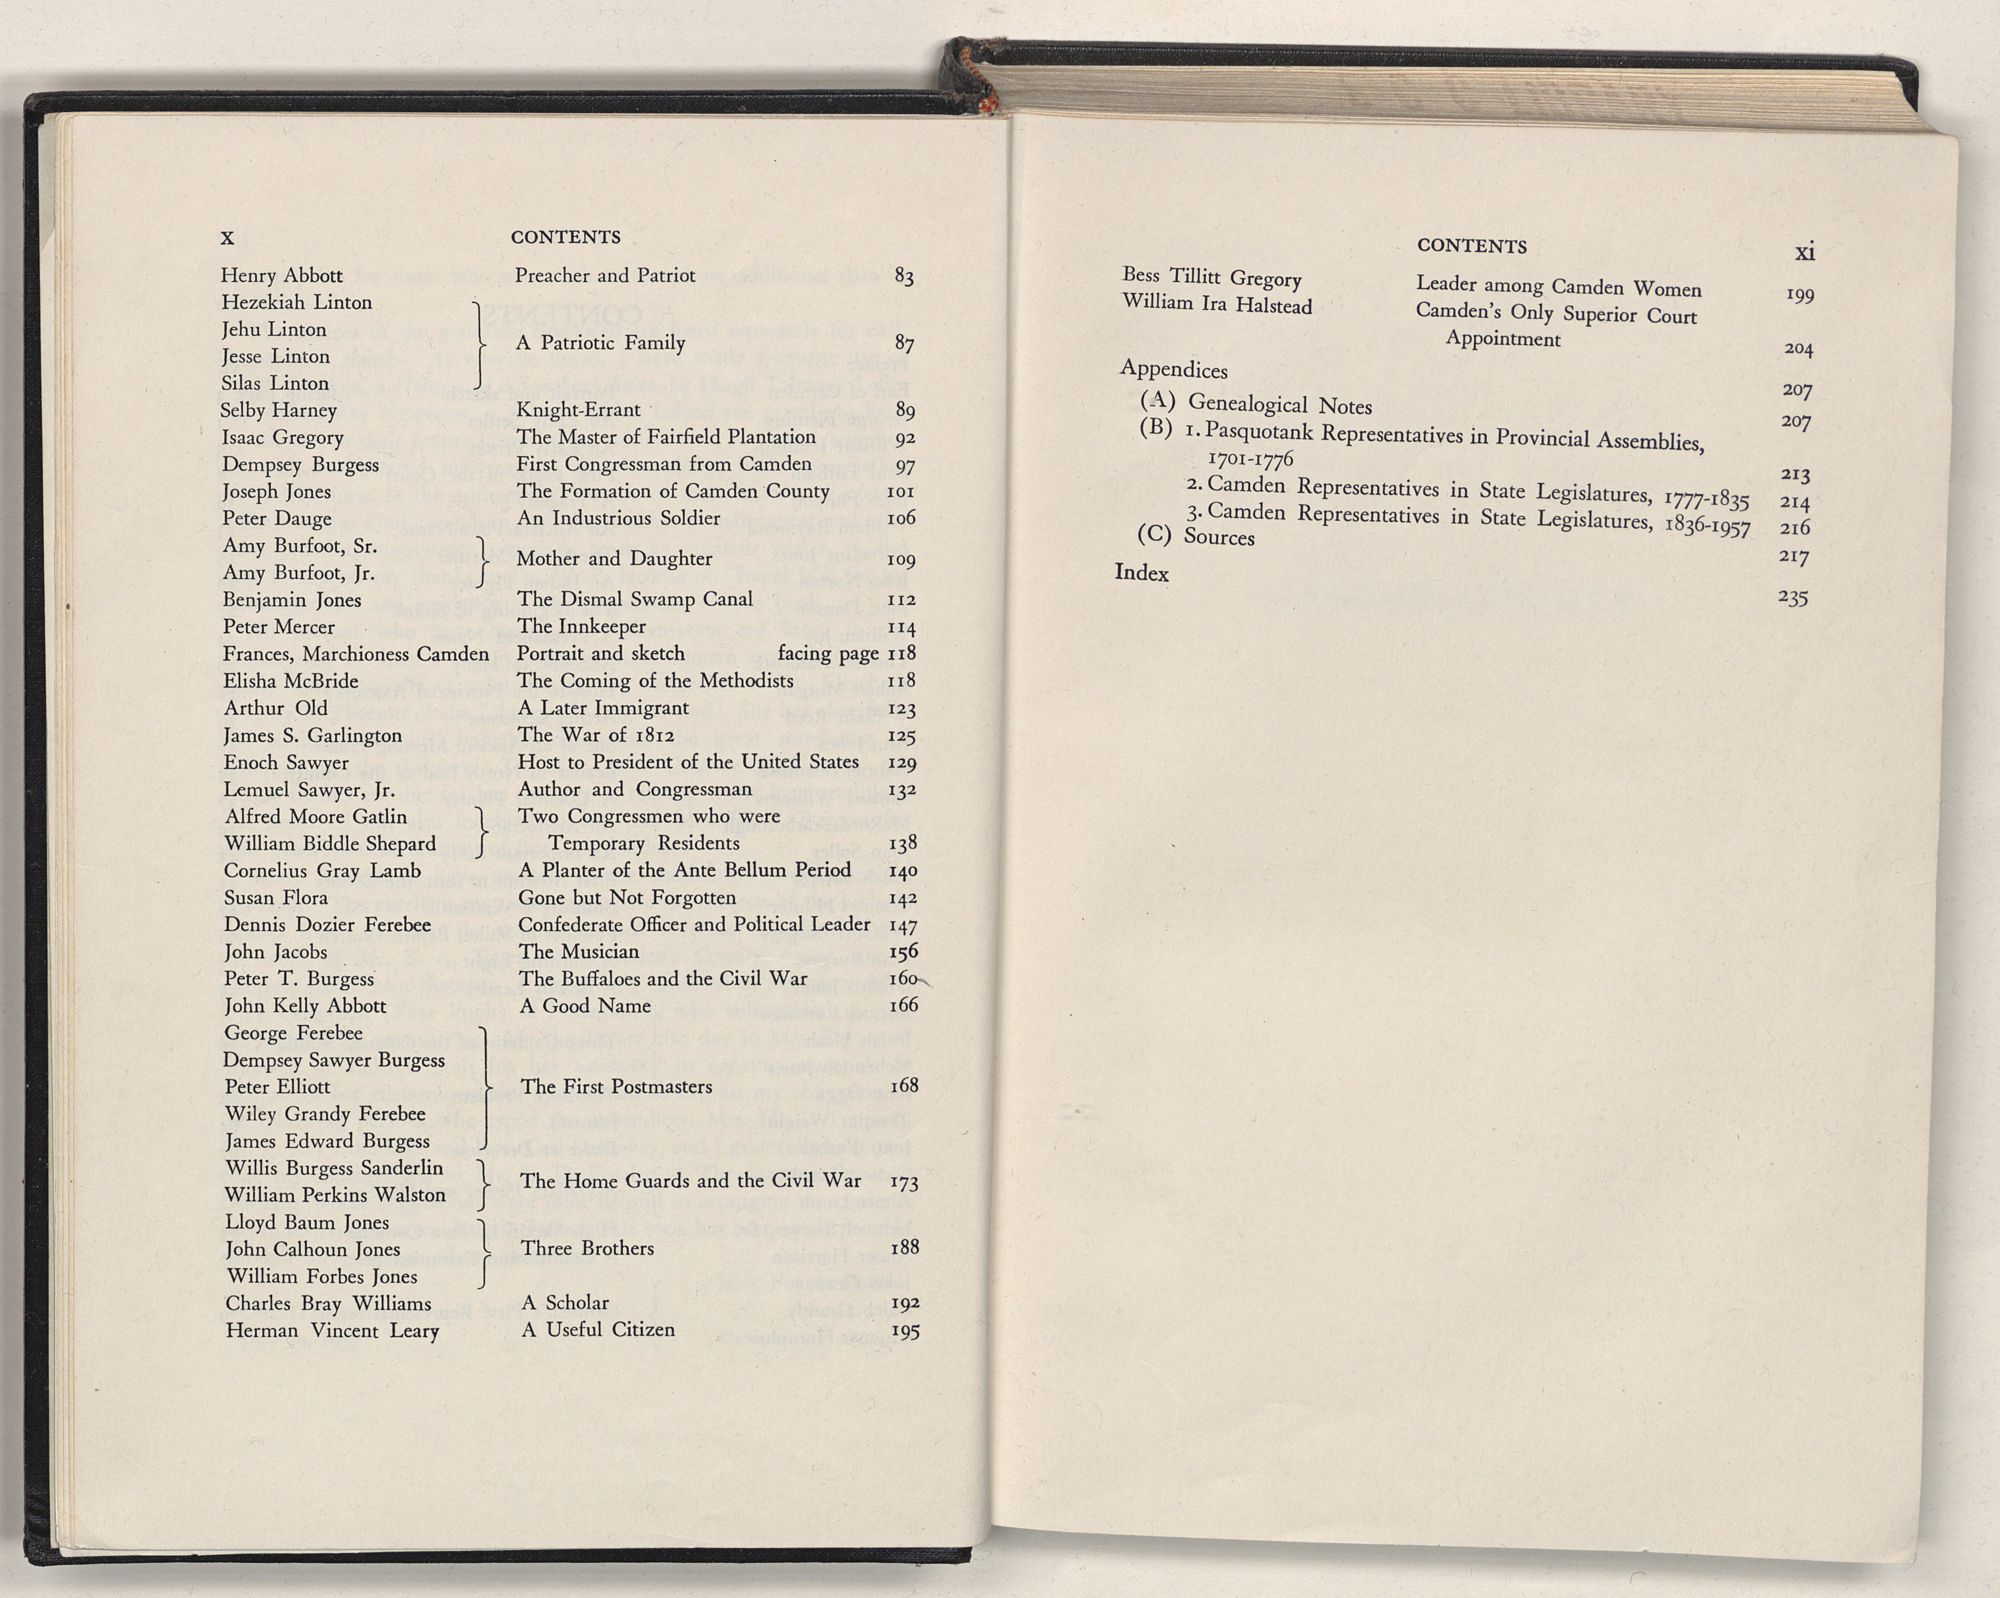 x CONTENTS
Henry Abbott Preacher and Patriot 83
Hezekiah Linton
Jehu Linton
A Patriotic Family 87
Jesse Linton
Silas Linton
Selby Harney Knight-Errant 89
Isaac Gregory The Master of Fairfield Plantation 92
Dempsey Burgess First Congressman from Camden 97
Joseph Jones The Formation of Camden County 101
Peter Dauge An Industrious Soldier 106
Amy Burfoot, Sr.
Mother and Daughter 109
Amy Burfoot, Jr.
Benjamin Jones The Dismal Swamp Canal 112
Peter Mercer The Innkeeper 114
Frances, Marchioness Camden Portrait and sketch facing page 118
Elisha McBride The Coming of the Methodists 118
Arthur Old A Later Immigrant 123
James S. Garlington The War of 1812 125
Enoch Sawyer Host to President of the United States 129
Lemuel Sawyer, Jr. Author and Congressman 132
Alfred Moore Gatlin Two Congressmen who were
William Biddle Shepard Temporary Residents 138
Cornelius Gray Lamb A Planter of the Ante Bellum Period 140
Susan Flora Gone but Not Forgotten 142
Dennis Dozier Ferebee Confederate Officer and Political Leader 147
John Jacobs The Musician 156
Peter T. Burgess The Buffaloes and the Civil War 160
John Kelly Abbott A Good Name 166
George Ferebee
Dempsey Sawyer Burgess
Peter Elliott The First Postmasters 168
Wiley Grandy Ferebee
James Edward Burgess
Willis Burgess Sanderlin
The Home Guards and the Civil War 173
William Perkins Walston
Lloyd Baum Jones
John Calhoun Jones Three Brothers 188
William Forbes Jones
Charles Bray Williams A Scholar 192
Herman Vincent Leary A Useful Citizen 195
CONTENTS xi
Bess Tillitt Gregory Leader among Camden Women 199
William Ira Halstead Camden's Only Superior Court
Appointment 204
Appendices 207
(A) Genealogical Notes 207
(B) 1. Pasquotank Representatives in Provincial Assemblies,
1701-1776 213
2. Camden Representatives in State Legislatures, 1777-1835 214
3. Camden Representatives in State Legislatures, 1836-1957 216
(C) Sources 217
Index 235